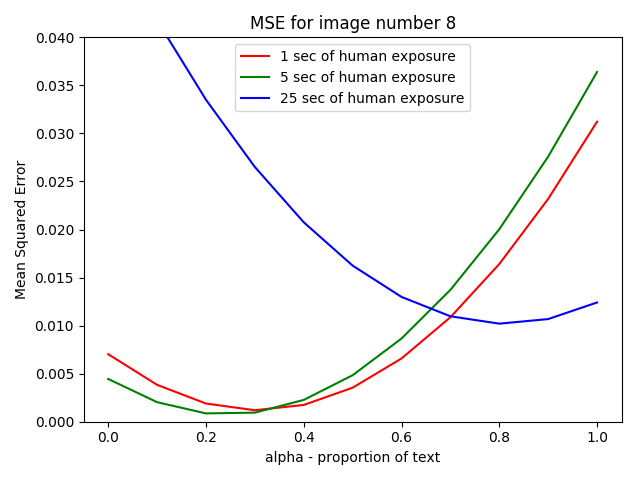 MSE for image number 8
1 sec of human exposure
5 sec of human exposure
25 sec of human exposure
Mean Squared Error
0.040
0.035
0.030
0.025
0.020
0.015
0.010
0.005
0.000
0.0 0.2 0.4 0.6 0.8 1.0
alpha - proportion of text